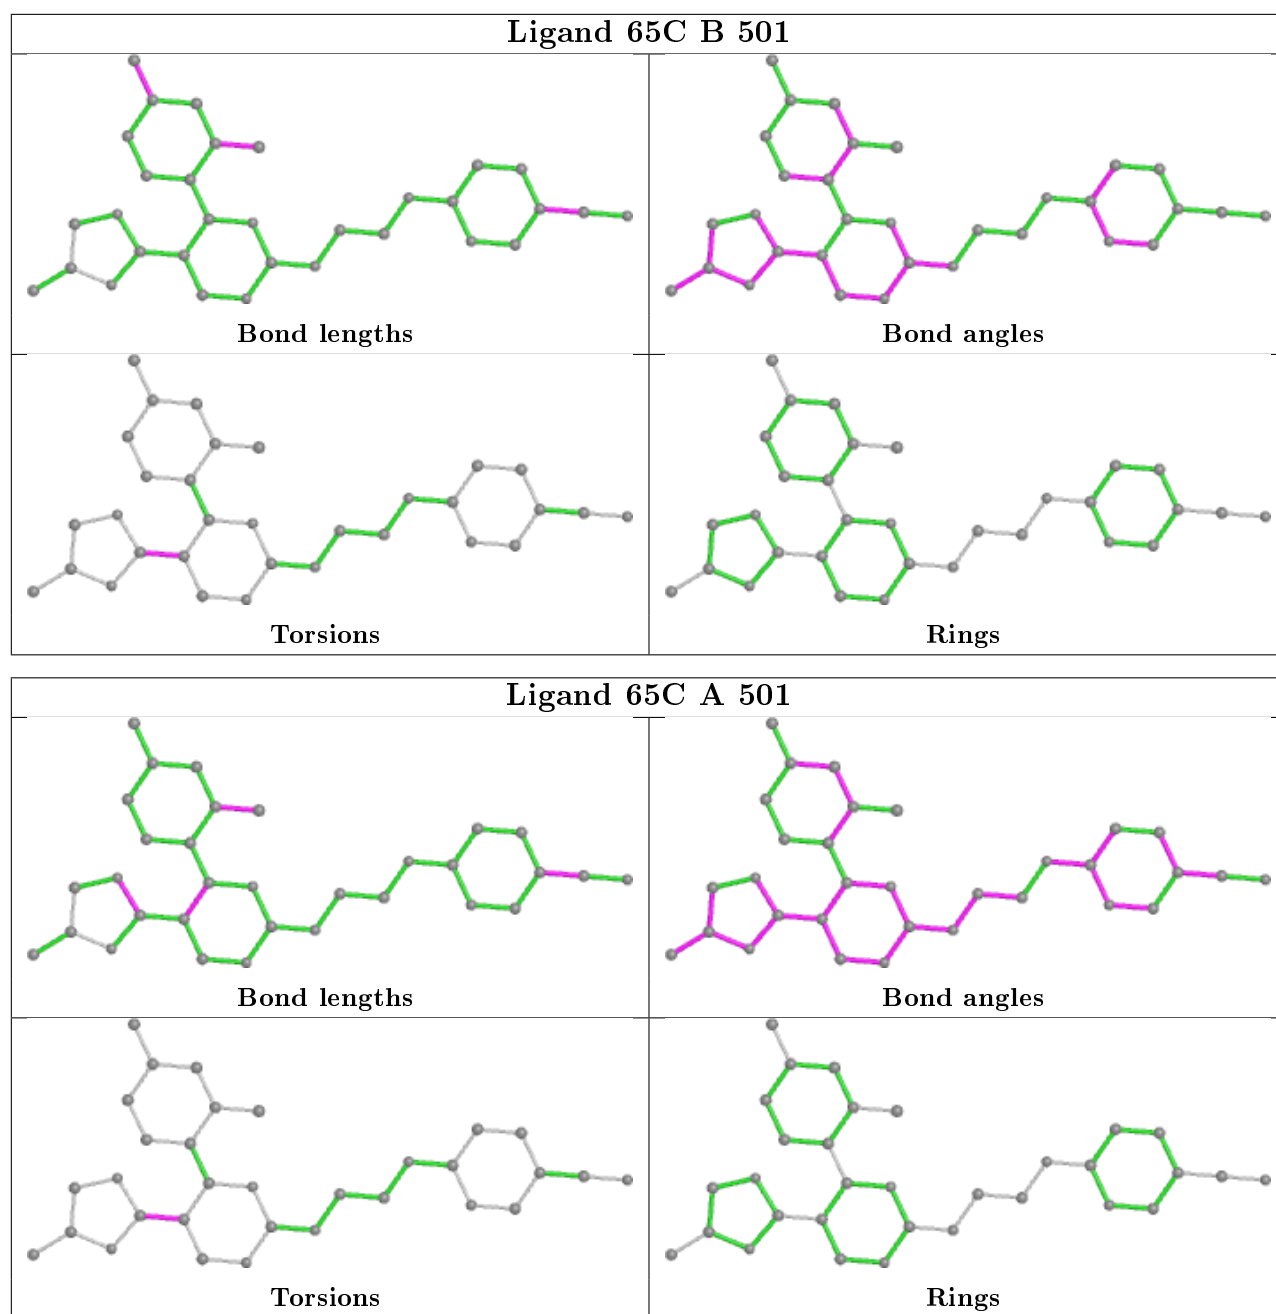 Ligand 65C B 501
Bond lengths
Bond angles
Torsions
Rings
Ligand 65C A 501
Bond lengths
Bond angles
Torsions
Rings